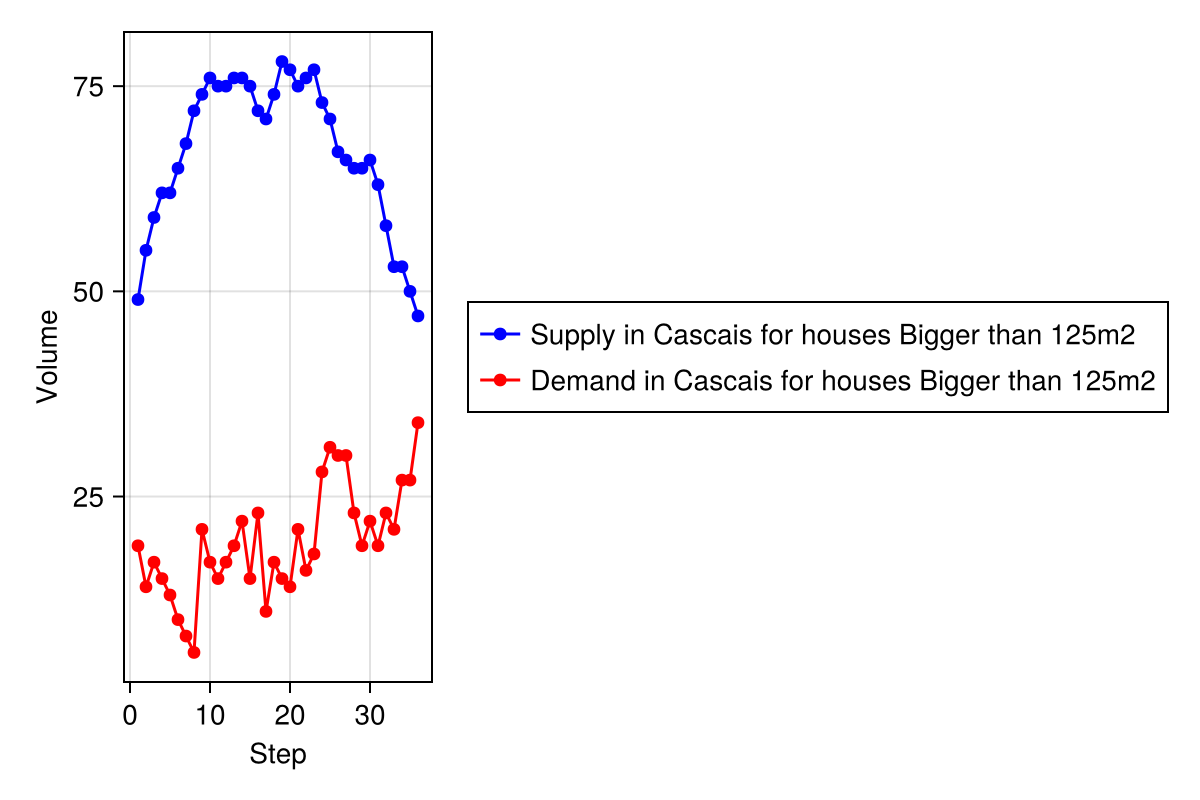 75
50
25
Volume
0 10 20 30
Step
Supply in Cascais for houses Bigger than 125m2
Demand in Cascais for houses Bigger than 125m2